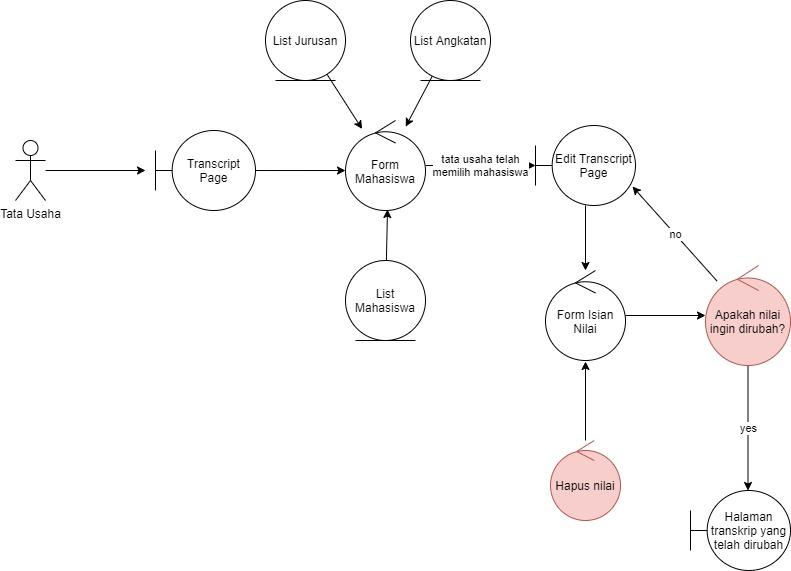 List Jurusan
List Angkatan
Tata Usaha
Transcript
Page
Form
Mahasiswa
tata usaha telah
memilih mahasiswa
Edit Transcript
Page
List
Mahasiswa
no
Form Isian
Nilai
Apakah nilai
ingin dirubah?
yes
Hapus nilai
Halaman
transkrip yang
telah dirubah